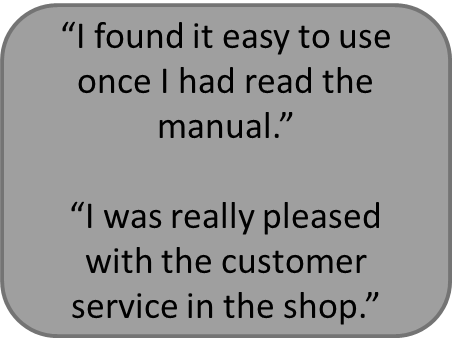 “I found it easy to use
once I had read the
manual.”
“I was really pleased
with the customer
service in the shop.”